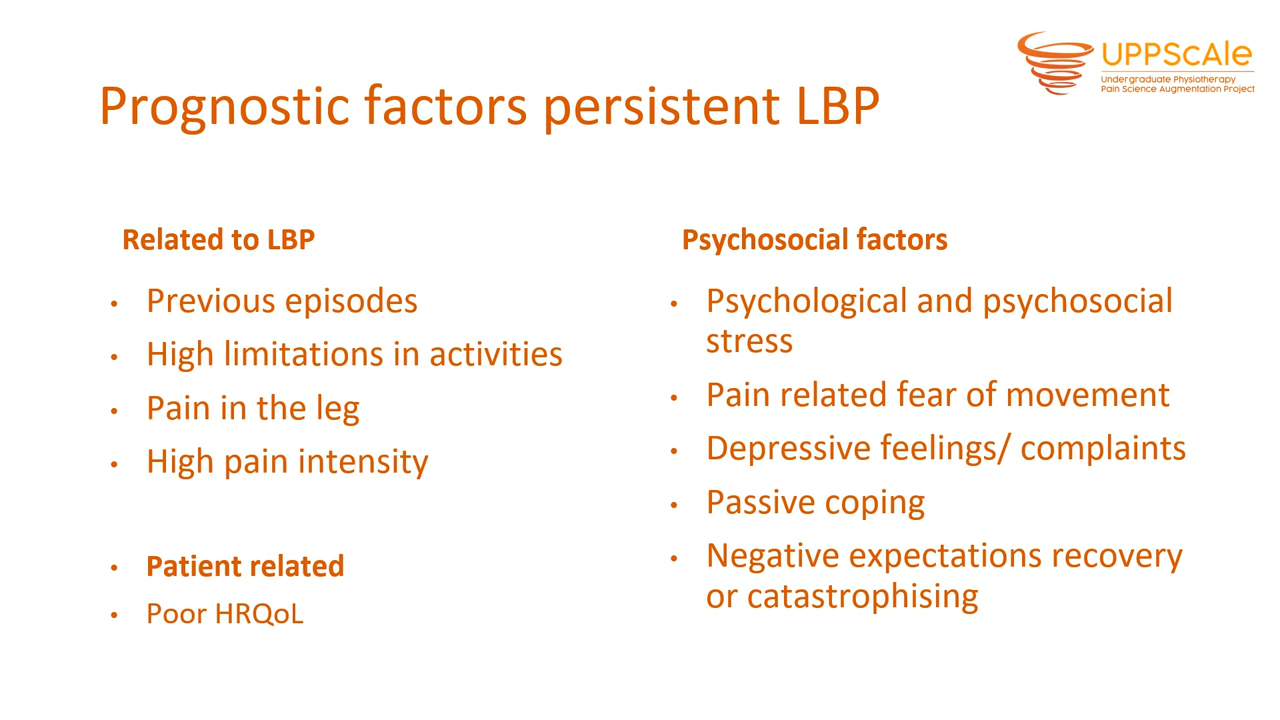 UPPScale
Undergraduate Physiotherapy
Pain Science Augmentation Project
Prognostic factors persistent LBP
Related to LBP
• Previous episodes
• High limitations in activities
• Pain in the leg
• High pain intensity
• Patient related
• Poor HRQoL
Psychosocial factors
• Psychological and psychosocial
stress
• Pain related fear of movement
• Depressive feelings/ complaints
• Passive coping
• Negative expectations recovery
or catastrophising